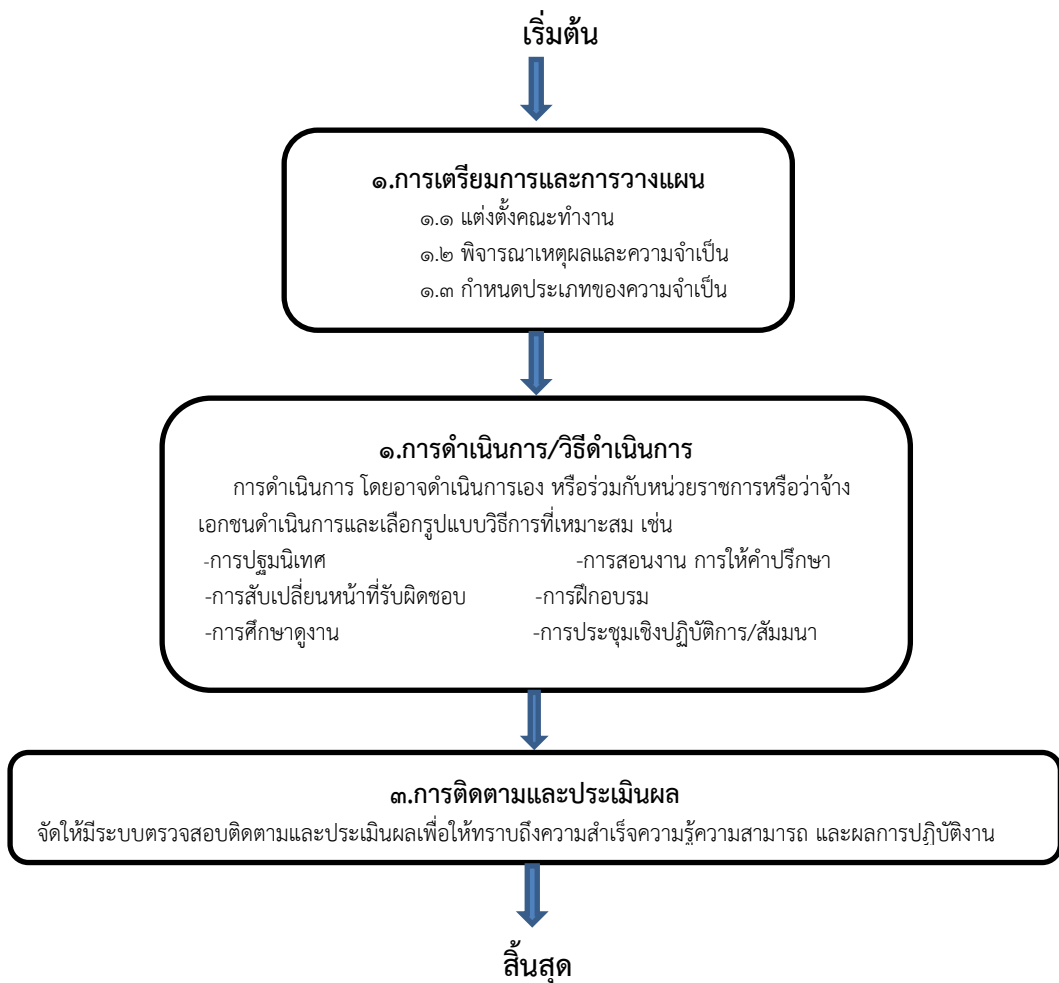 เริ่มต้น
๑.การเตรียมการและการวางแผน
๑.๑ แต่งตั้งคณะทำงาน
๑.๒ พิจารณาเหตุผลและความจำเป็น
๑.๓ กำหนดประเภทของความจำเป็น
๑.การดำเนินการ/วิธีดำเนินการ
การดำเนินการ โดยอาจดำเนินการเอง หรือร่วมกับหน่วยราชการหรือว่าจ้าง
เอกชนดำเนินการและเลือกรูปแบบวิธีการที่เหมาะสม เช่น
-การปฐมนิเทศ -การสอนงาน การให้คำปรึกษา
-การสับเปลี่ยนหน้าที่รับผิดชอบ -การฝึกอบรม
-การศึกษาดูงาน -การประชุมเชิงปฏิบัติการ/สัมมนา
๓.การติดตามและประเมินผล
จัดให้มีระบบตรวจสอบติดตามและประเมินผลเพื่อให้ทราบถึงความสำเร็จความรู้ความสามารถ และผลการปฏิบัติงาน
สิ้นสุด